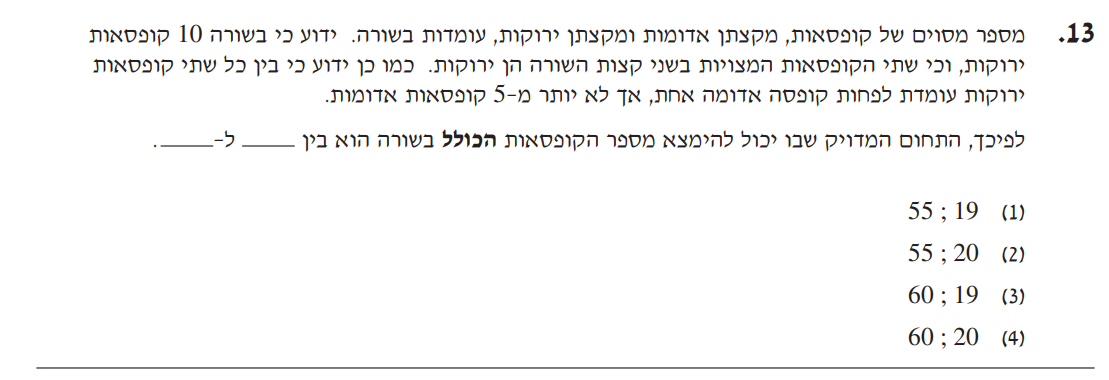 13. מספר מסוים של קופסאות, מקצתן אדומות ומקצתן ירוקות, עומדות בשורה. ידוע כי בשורה 10 קופסאות
ירוקות, וכי שתי הקופסאות המצויות בשני קצות השורה הן ירוקות. כמו כן ידוע כי בין כל שתי קופסאות
ירוקות עומדת לפחות קופסה אדומה אחת, אך לא יותר מ-5 קופסאות אדומות.
לפיכך, התחום המדויק שבו יכול להימצא מספר הקופסאות הכולל בשורה הוא בין _____ ל-_____.
(1) 19 ; 55
(2) 20 ; 55
(3) 19 ; 60
(4) 20 ; 60